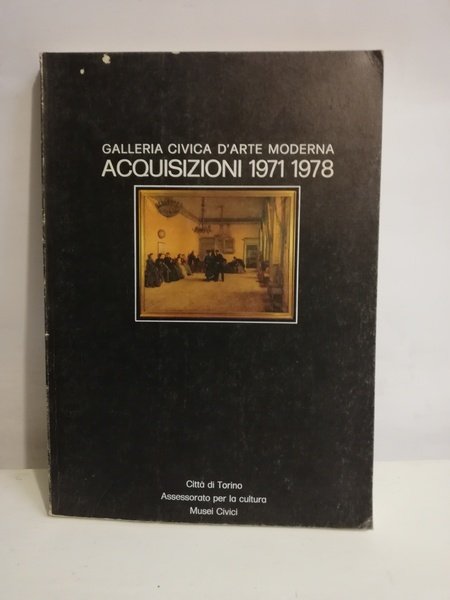 GALLERIA CIVICA D'ARTE MODERNA
ACQUISIZIONI 1971 1978
Città di Torino
Assessorato per la cultura
Musei Civici